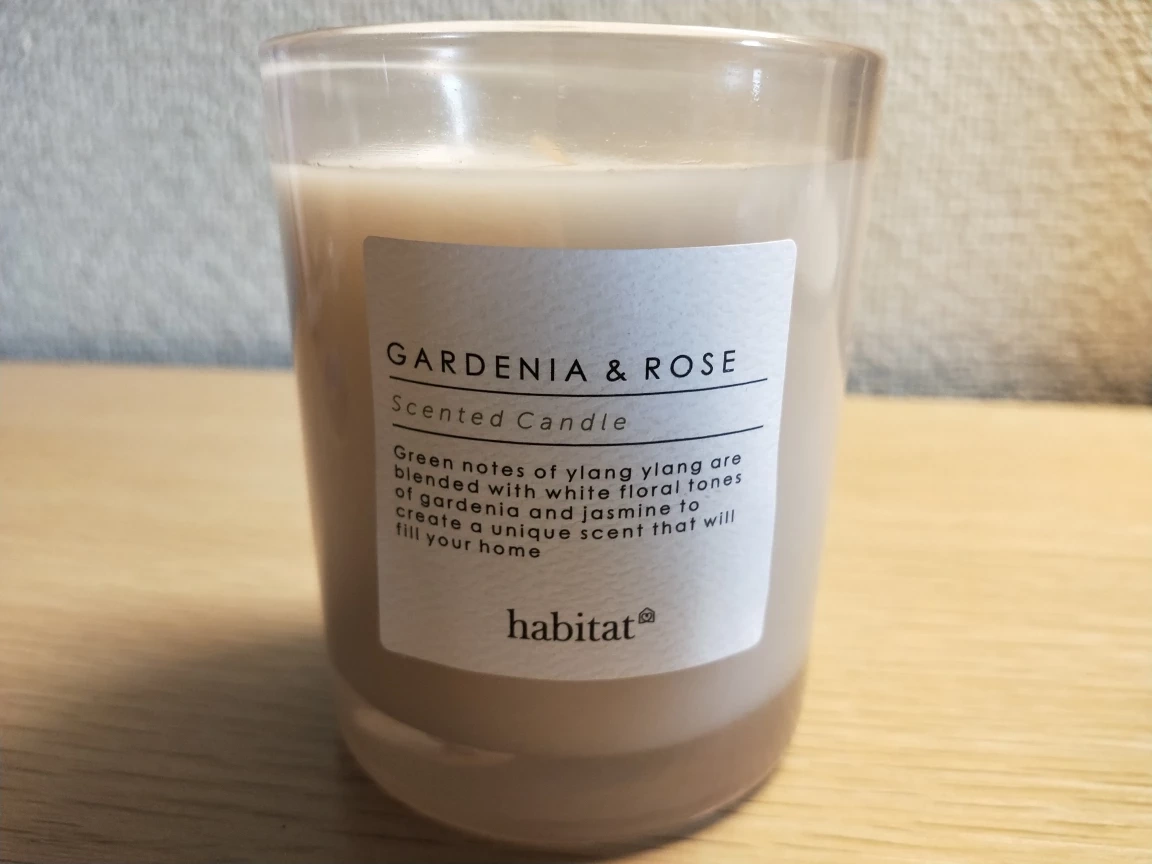 GARDENIA & ROSE
Scented Candle
Green notes of ylang ylang are
blended with white floral tones
of gardenia and jasmine to
create a unique scent that will
fill your home
habitat